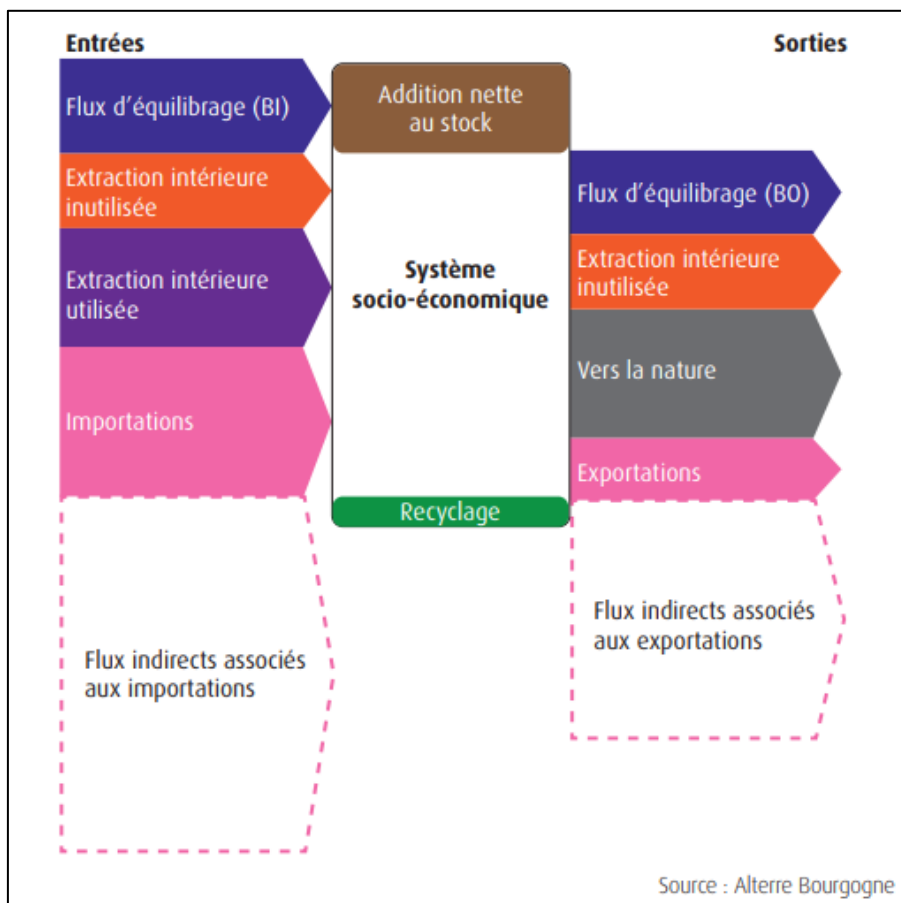 Entrées
Sorties
Flux d'équilibrage (BI)
Extraction intérieure
inutilisée
Extraction intérieure
utilisée
Importations
Flux indirects associés
aux importations
Addition nette
au stock
Système
socio-économique
Recyclage
Flux d'équilibrage (BO)
Extraction intérieure
inutilisée
Vers la nature
Exportations
Flux indirects associés
aux exportations
Source : Alterre Bourgogne